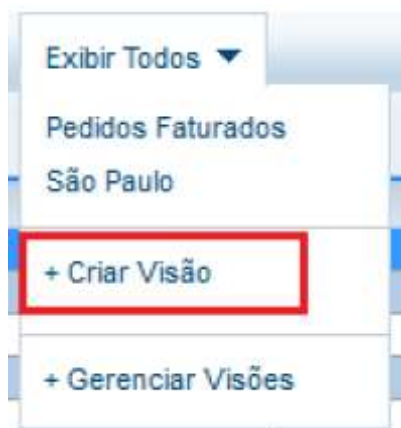 Exibir Todos
Pedidos Faturados
São Paulo
+ Criar Visão
+ Gerenciar Visões